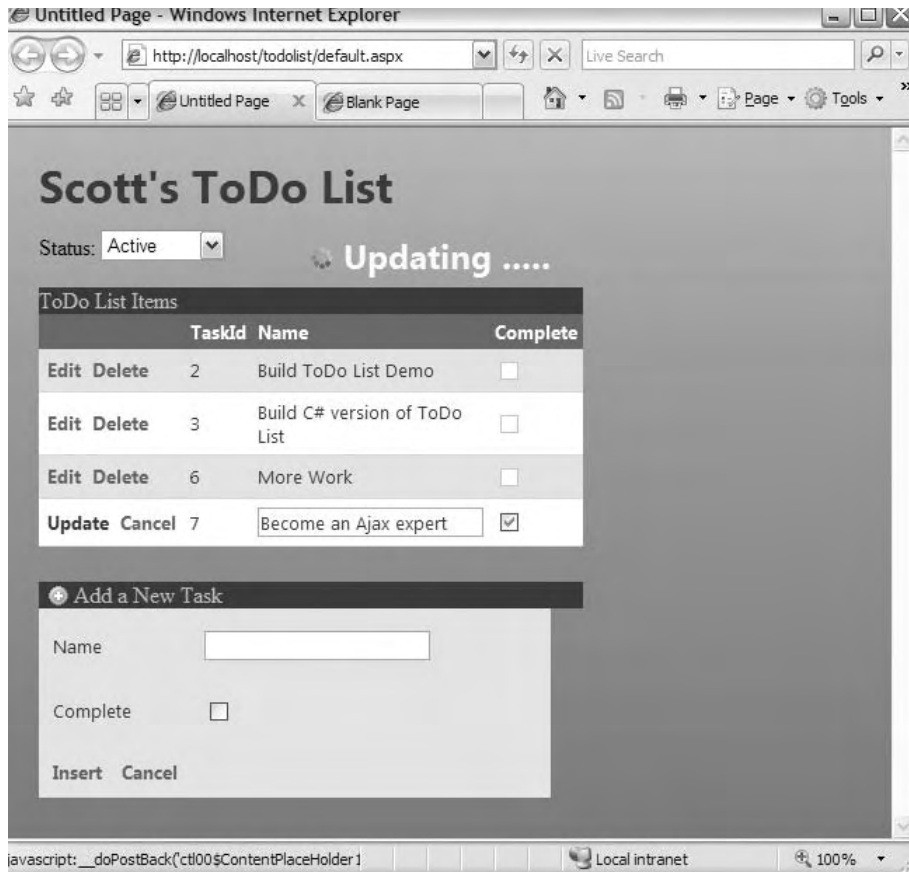 Untitled Page - Windows Internet Explorer
http://localhost/todolist/default.aspx
Live Search
Untitled Page
Blank Page
Page
Tools
»
Scott's ToDo List
Status: Active
Updating .....
ToDo List Items
TaskId Name Complete
Edit Delete 2 Build ToDo List Demo
Edit Delete 3 Build C# version of ToDo
List
Edit Delete 6 More Work
Update Cancel 7 Become an Ajax expert
Add a New Task
Name
Complete
Insert Cancel
javascript:__doPostBack('ctl00$ContentPlaceHolder1
Local intranet
100%